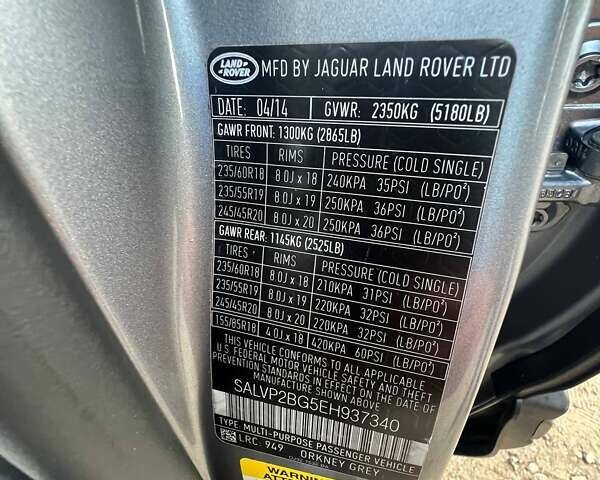 LAND ROVER
MFD BY JAGUAR LAND ROVER LTD
DATE: 04/14 GVWR: 2350KG (5180LB)
GAWR FRONT: 1300KG (2865LB)
TIRES RIMS PRESSURE (COLD SINGLE)
235/60R18 8.0J x 18 240KPA 35PSI (LB/PO²)
235/55R19 8.0J x 19 250KPA 36PSI (LB/PO²)
245/45R20 8.0J x 20 250KPA 36PSI (LB/PO²)
GAWR REAR: 1145KG (2525LB)
TIRES RIMS PRESSURE (COLD SINGLE)
235/60R18 8.0J x 18 210KPA 31PSI (LB/PO²)
235/55R19 8.0J x 19 220KPA 32PSI (LB/PO²)
245/45R20 8.0J x 20 220KPA 32PSI (LB/PO²)
155/85R18 4.0J x 18 420KPA 60PSI (LB/PO²)
THIS VEHICLE CONFORMS TO ALL APPLICABLE
U.S. FEDERAL MOTOR VEHICLE SAFETY AND THEFT
PREVENTION STANDARDS IN EFFECT ON THE
DATE OF MANUFACTURE SHOWN ABOVE.
SALVP2BG5EH937340
TYPE: MULTI-PURPOSE PASSENGER VEHICLE
LRC: 949 ORKNEY GREY
WARNING